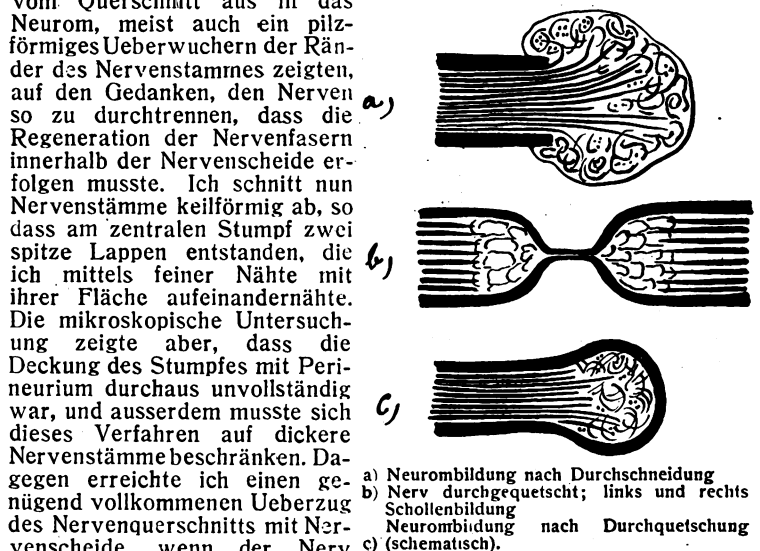 vom Querschnitt aus in das
Neurom, meist auch ein pilz-
förmiges Ueberwuchern der Rän-
der des Nervenstammes zeigten,
auf den Gedanken, den Nerven
so zu durchtrennen, dass die
Regeneration der Nervenfasern
innerhalb der Nervenscheide er-
folgen musste. Ich schnitt nun
Nervenstämme keilförmig ab, so
dass am zentralen Stumpf zwei
spitze Lappen entstanden, die
ich mittels feiner Nähte mit
ihrer Fläche aufeinandernähte.
Die mikroskopische Untersuch-
ung zeigte aber, dass die
Deckung des Stumpfes mit Peri-
neurium durchaus unvollständig
war, und ausserdem musste sich
dieses Verfahren auf dickere
Nervenstämme beschränken. Da-
gegen erreichte ich einen ge-
nügend vollkommenen Ueberzug
des Nervenquerschnitts mit Ner-
venscheide, wenn der Nerv
a)
b)
c)
a) Neurombildung nach Durchschneidung
b) Nerv durchgequetscht; links und rechts
Schollenbildung
Neurombildung nach Durchquetschung
c) (schematisch).